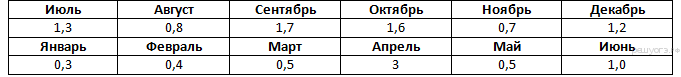 Июль Август Сентябрь Октябрь Ноябрь Декабрь
1,3 0,8 1,7 1,6 0,7 1,2
Январь Февраль Март Апрель Май Июнь
0,3 0,4 0,5 3 0,5 1,0